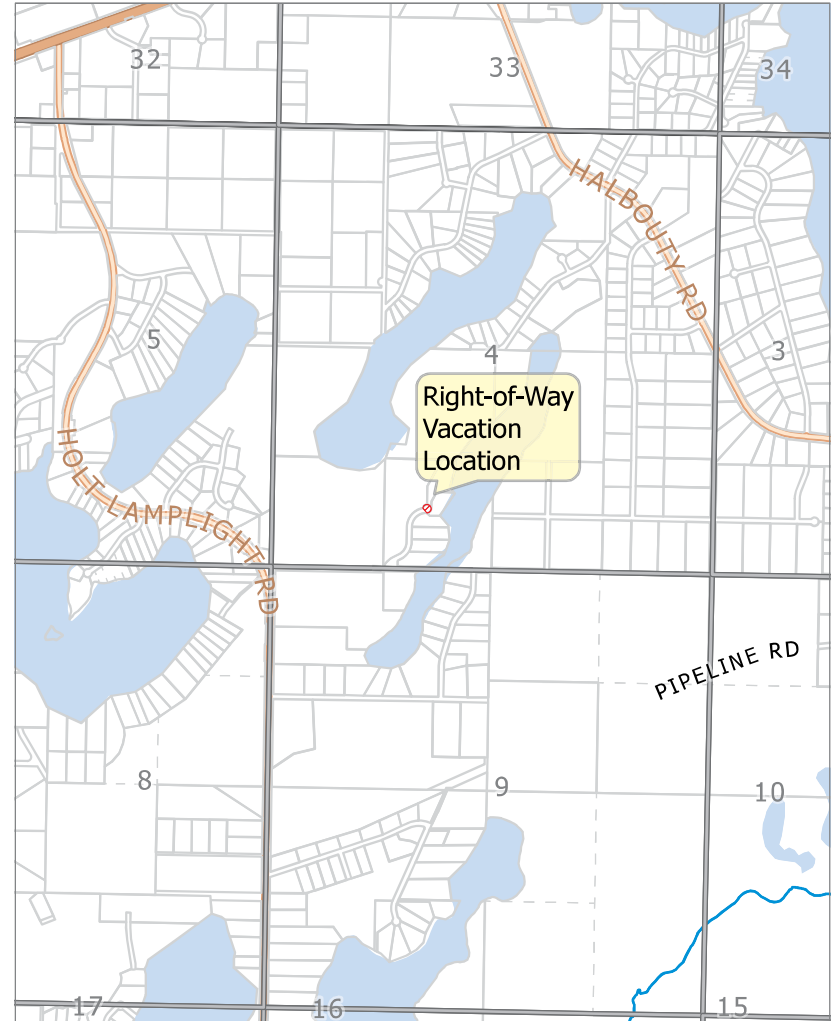 32
33
34
HALBOUTY RD
5
4
3
Right-of-Way
Vacation
Location
HOLT LAMPLIGHT RD
PIPELINE RD
8
9
10
17
16
15